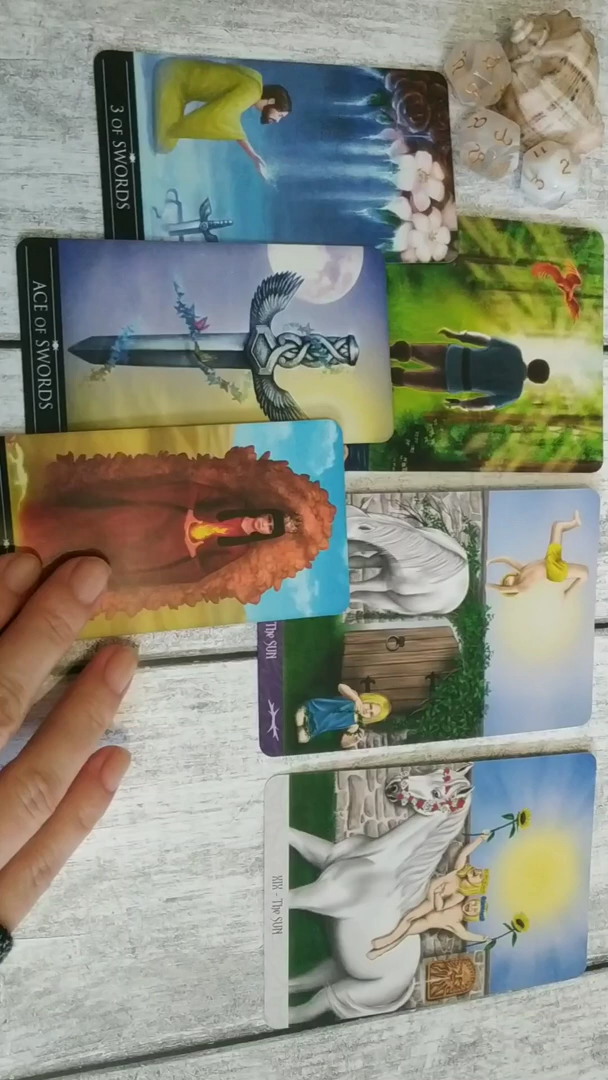 3 OF SWORDS
ACE OF SWORDS
The SUN
XIX - The SUN